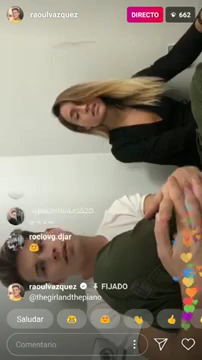 raoulvazquez
DIRECTO
662
rociovg.djar
raoulvazquez FIJADO
@thegirlandthepiano
Saludar
Comentario